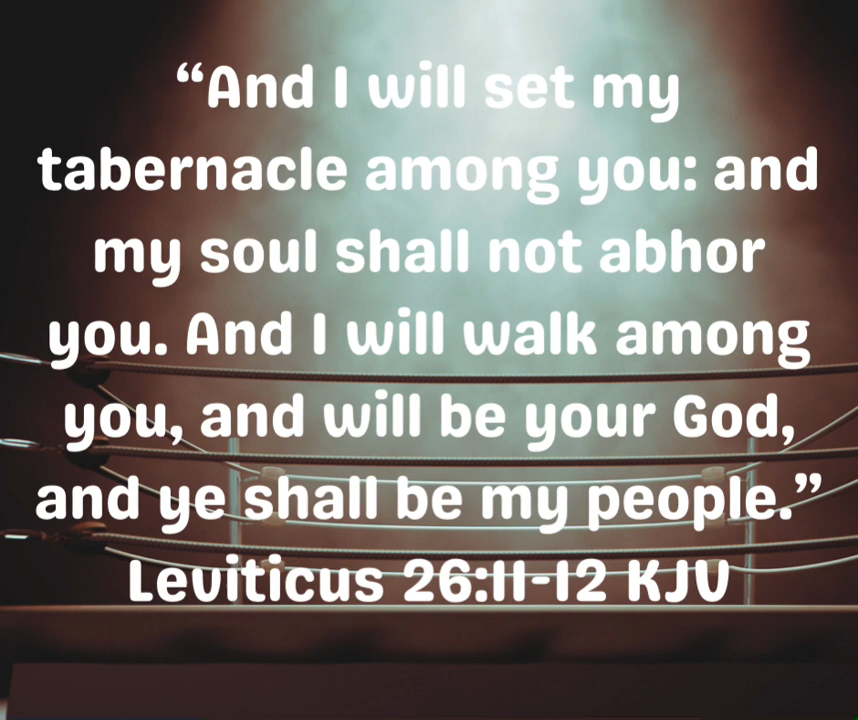 “And I will set my
tabernacle among you: and
my soul shall not abhor
you. And I will walk among
you, and will be your God,
and ye shall be my people.”
Leviticus 26:11-12 KJV